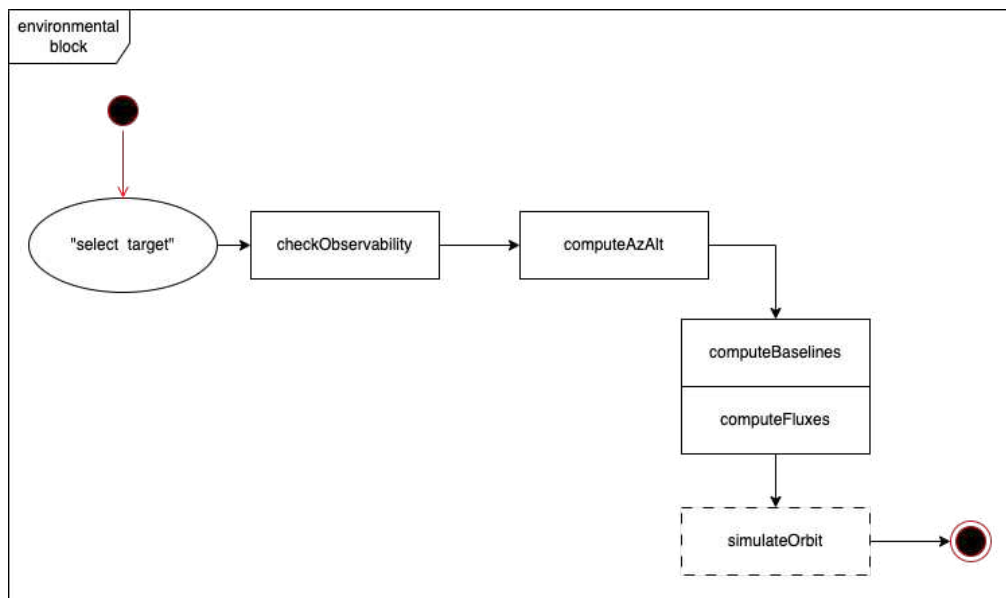 environmental
block
"select target"
checkObservability
computeAzAlt
computeBaselines
computeFluxes
simulateOrbit